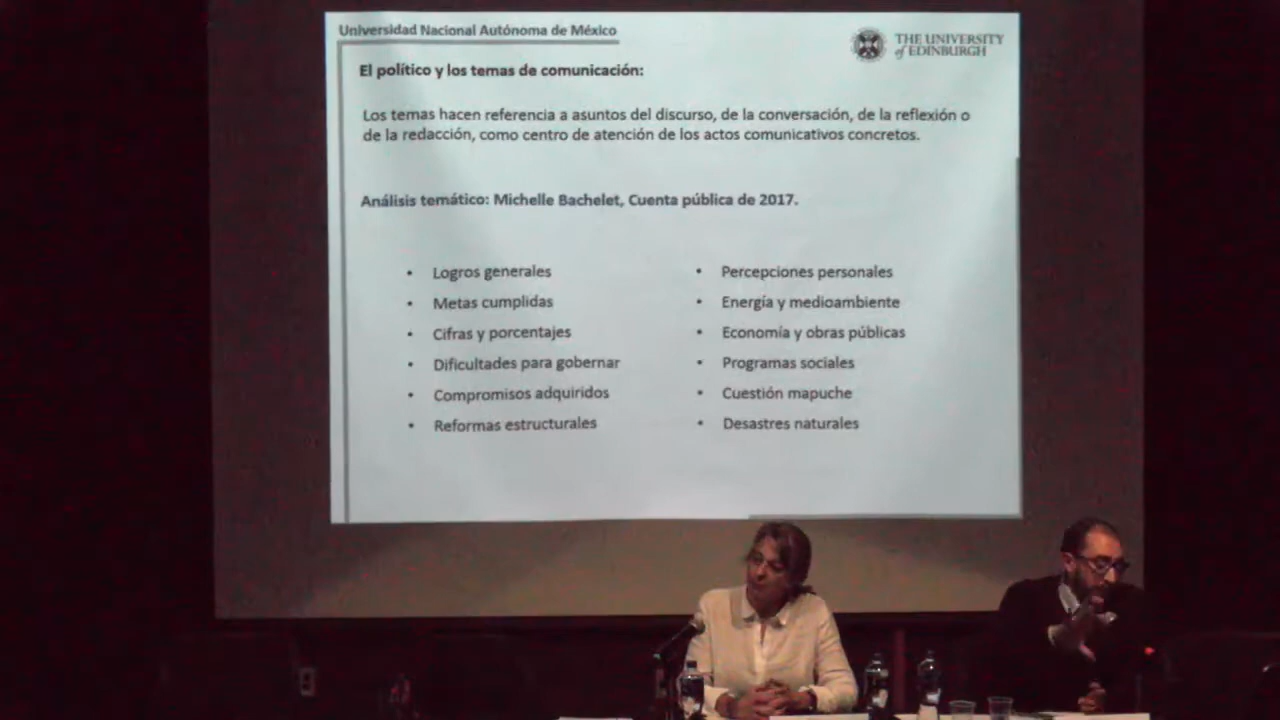 Universidad Nacional Autónoma de México
THE UNIVERSITY
of EDINBURGH
El político y los temas de comunicación:
Los temas hacen referencia a asuntos del discurso, de la conversación, de la reflexión o
de la redacción, como centro de atención de los actos comunicativos concretos.
Análisis temático: Michelle Bachelet, Cuenta pública de 2017.
• Logros generales
• Metas cumplidas
• Cifras y porcentajes
• Dificultades para gobernar
• Compromisos adquiridos
• Reformas estructurales
• Percepciones personales
• Energía y medioambiente
• Economía y obras públicas
• Programas sociales
• Cuestión mapuche
• Desastres naturales